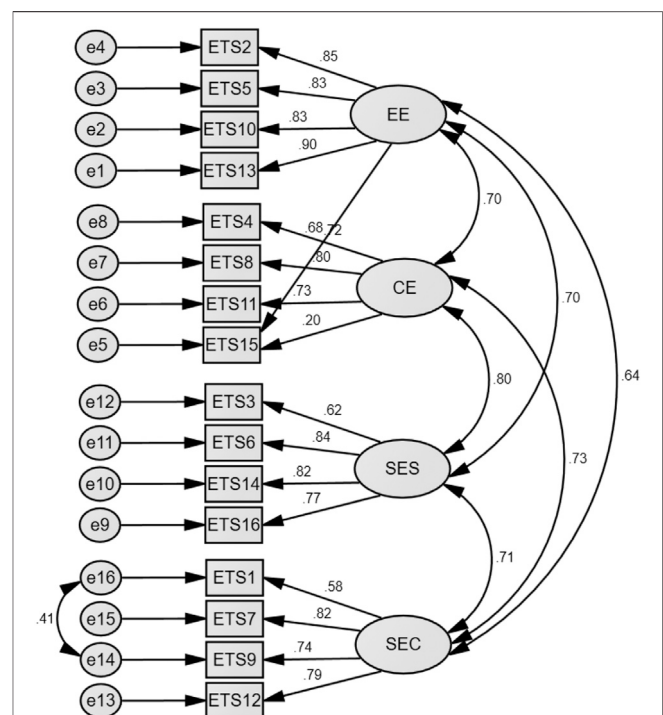 e4 ETS2 .85
e3 ETS5 .83
e2 ETS10 .83 EE
e1 ETS13 .90
.70
e8 ETS4 .68 .72
e7 ETS8 .80
e6 ETS11 .73 CE .70
e5 ETS15 .20
.80 .64
e12 ETS3 .62
e11 ETS6 .84 .73
e10 ETS14 .82 SES
e9 ETS16 .77
.71
e16 ETS1 .58
.41 e15 ETS7 .82
e14 ETS9 .74 SEC
e13 ETS12 .79